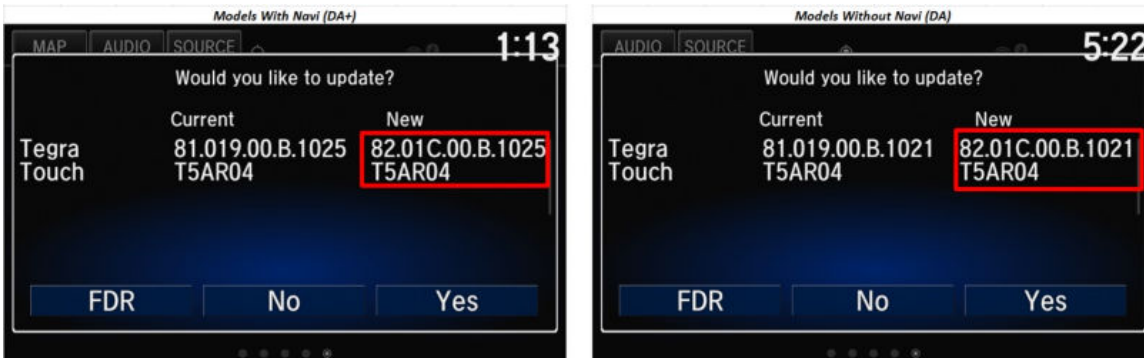 Models With Navi (DA+)
MAP AUDIO SOURCE 1:13
Would you like to update?
Current New
Tegra 81.019.00.B.1025 82.01C.00.B.1025
Touch T5AR04 T5AR04
FDR No Yes
Models Without Navi (DA)
AUDIO SOURCE 5:22
Would you like to update?
Current New
Tegra 81.019.00.B.1021 82.01C.00.B.1021
Touch T5AR04 T5AR04
FDR No Yes